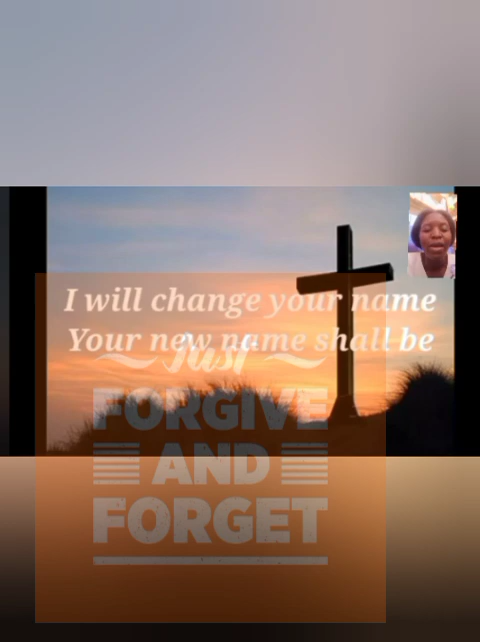 I will change your name
Your new name shall be
Just
FORGIVE
AND
FORGET